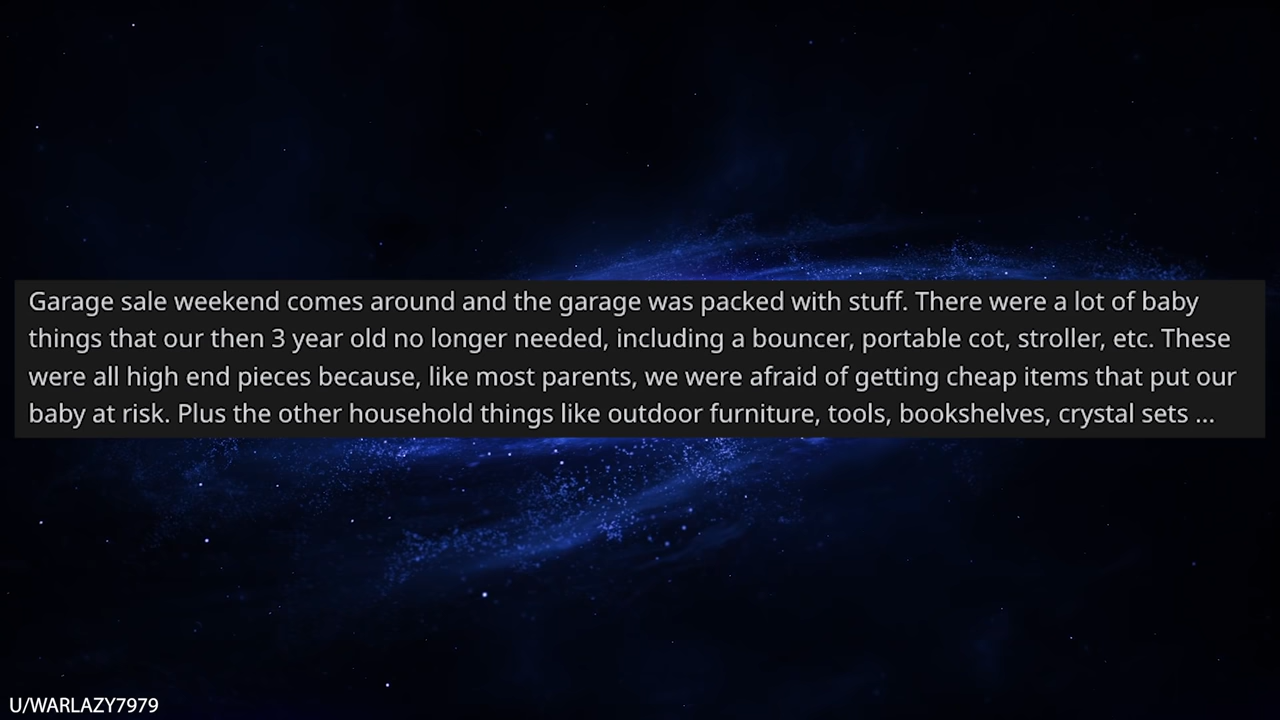 Garage sale weekend comes around and the garage was packed with stuff. There were a lot of baby
things that our then 3 year old no longer needed, including a bouncer, portable cot, stroller, etc. These
were all high end pieces because, like most parents, we were afraid of getting cheap items that put our
baby at risk. Plus the other household things like outdoor furniture, tools, bookshelves, crystal sets ...
U/WARLAZY7979